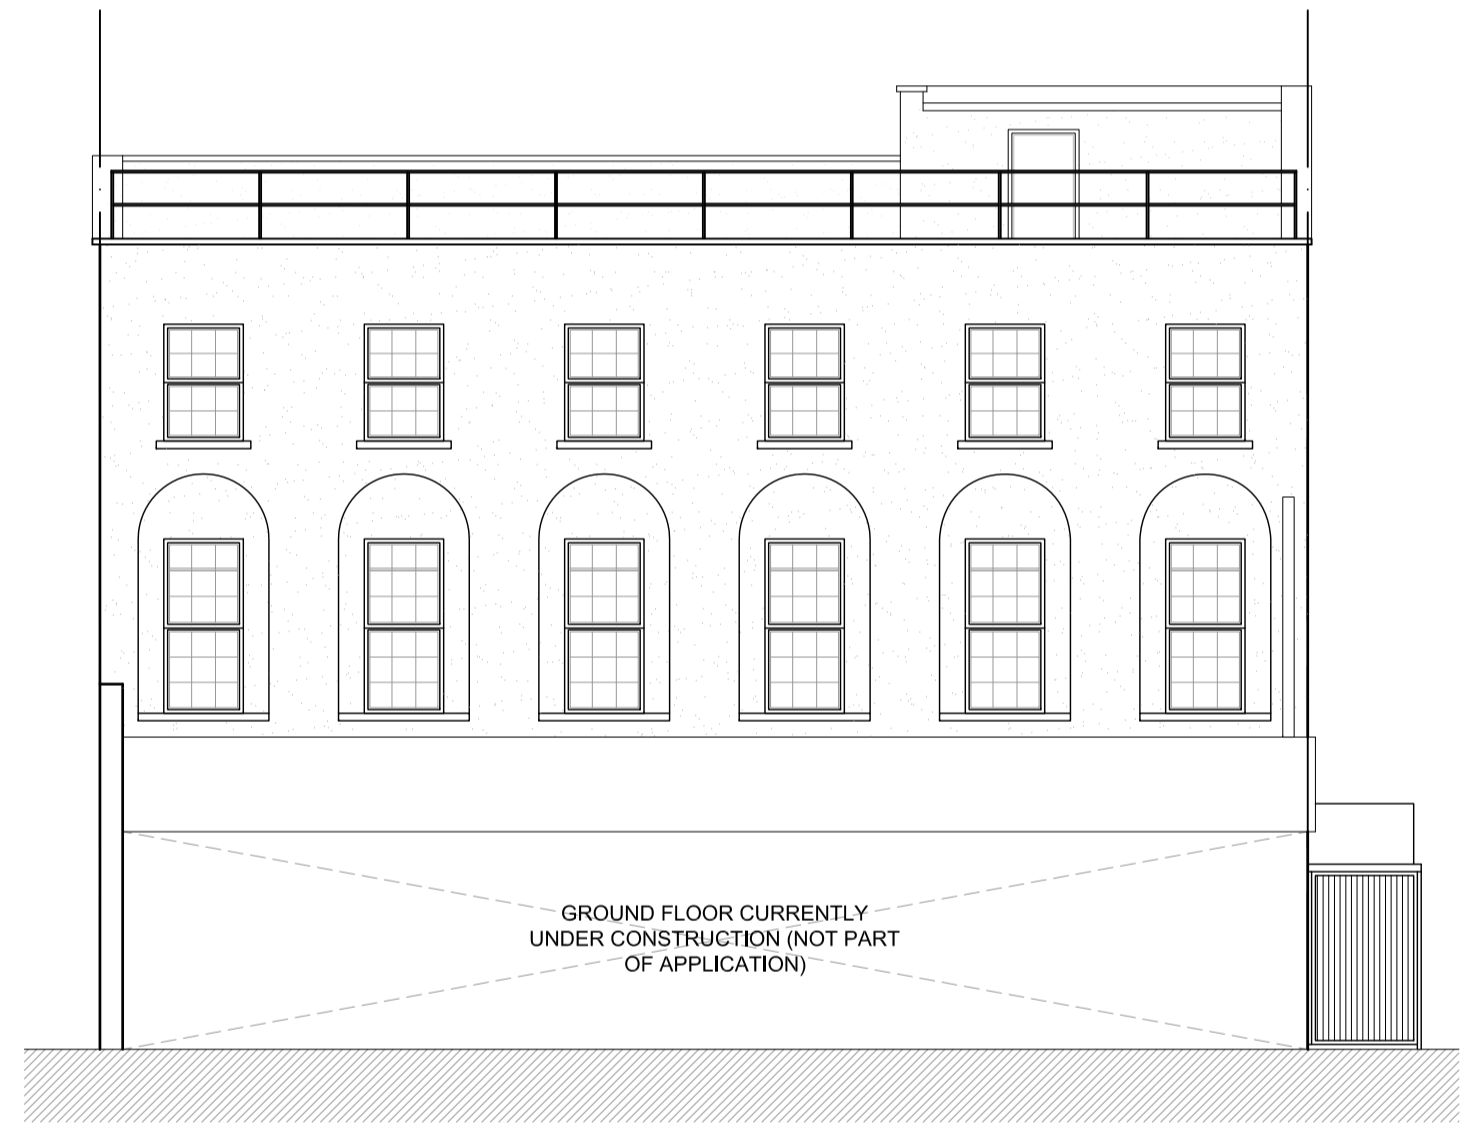 GROUND FLOOR CURRENTLY
UNDER CONSTRUCTION (NOT PART
OF APPLICATION)